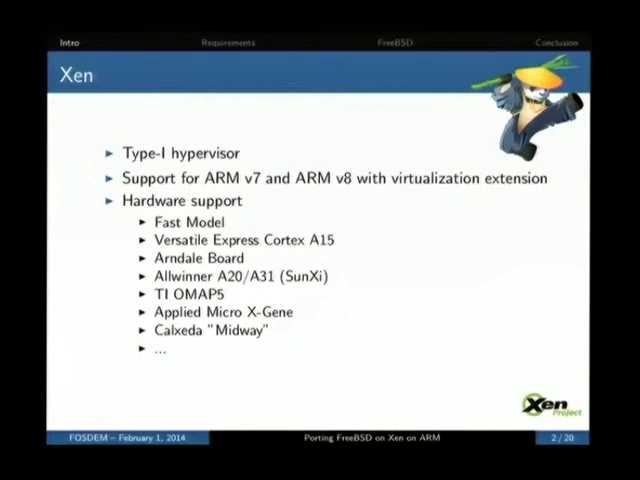 Intro Requirements FreeBSD Conclusion
Xen
Type-I hypervisor
Support for ARM v7 and ARM v8 with virtualization extension
Hardware support
Fast Model
Versatile Express Cortex A15
Arndale Board
Allwinner A20/A31 (SunXi)
TI OMAP5
Applied Micro X-Gene
Calxeda "Midway"
...
Xen
Project
FOSDEM – February 1, 2014 Porting FreeBSD on Xen on ARM 2 / 20